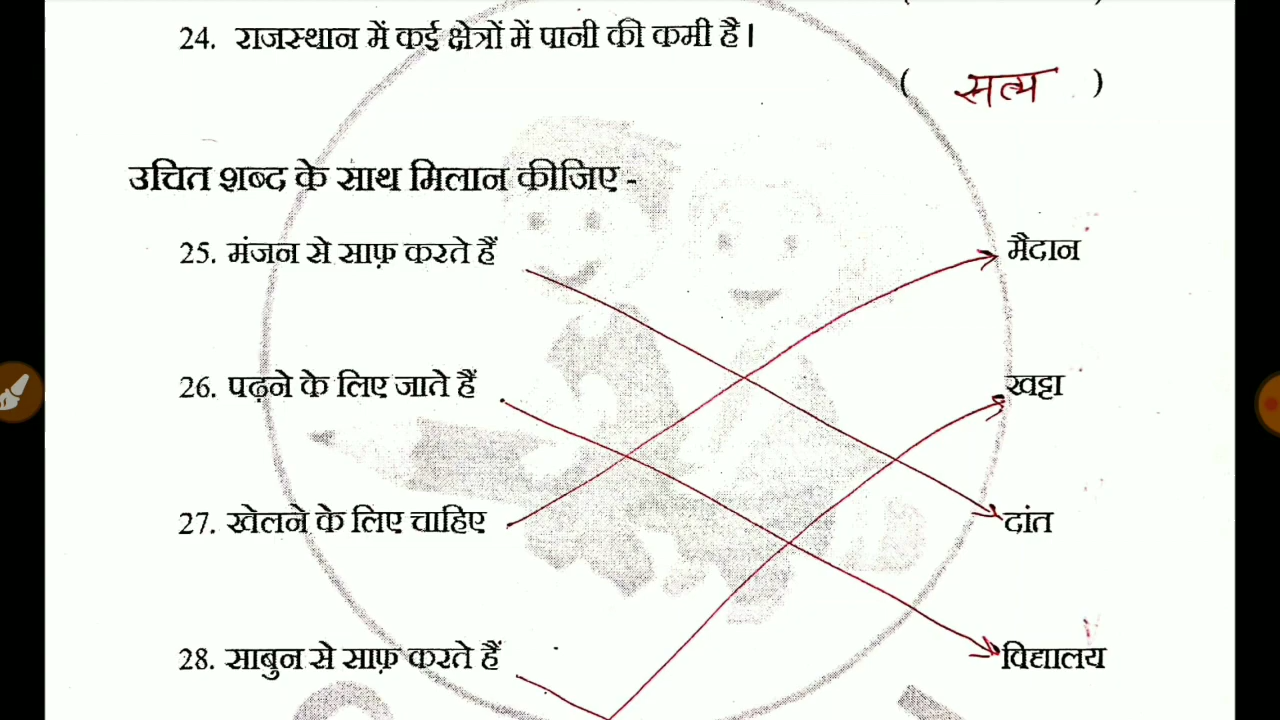 24. राजस्थान में कई क्षेत्रों में पानी की कमी है।
( सत्य )
उचित शब्द के साथ मिलान कीजिए -
25. मंजन से साफ़ करते हैं मैदान
26. पढ़ने के लिए जाते हैं खट्टा
27. खेलने के लिए चाहिए दांत
28. साबुन से साफ़ करते हैं विद्यालय